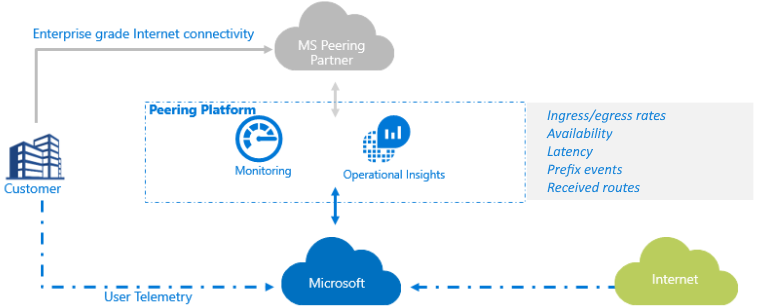 Enterprise grade Internet connectivity
MS Peering
Partner
Peering Platform
Monitoring
Operational Insights
Ingress/egress rates
Availability
Latency
Prefix events
Received routes
Customer
Microsoft
Internet
User Telemetry